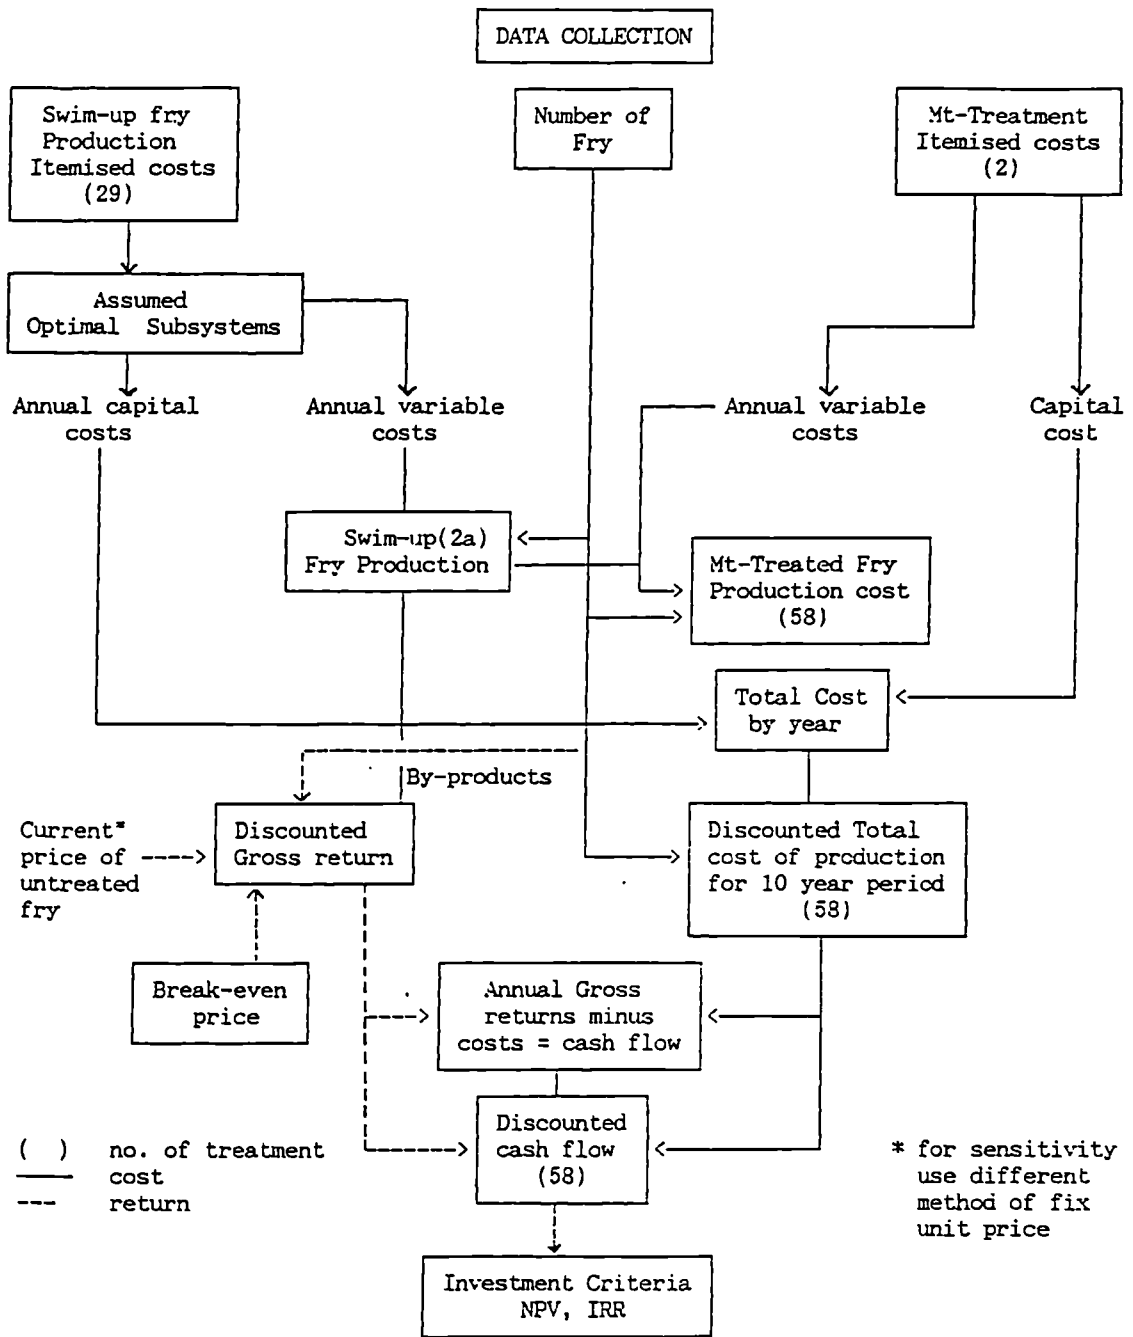 DATA COLLECTION
Swim-up fry
Production
Itemised costs
(29)
Number of
Fry
Mt-Treatment
Itemised costs
(2)
Assumed
Optimal Subsystems
Annual capital
costs
Annual variable
costs
Annual variable
costs
Capital
cost
Swim-up(2a)
Fry Production
Mt-Treated Fry
Production cost
(58)
Total Cost
by year
By-products
Current*
price of
untreated
fry
Discounted
Gross return
Discounted Total
cost of production
for 10 year period
(58)
Break-even
price
Annual Gross
returns minus
costs = cash flow
Discounted
cash flow
(58)
( ) no. of treatment
cost
return
* for sensitivity
use different
method of fix
unit price
Investment Criteria
NPV, IRR